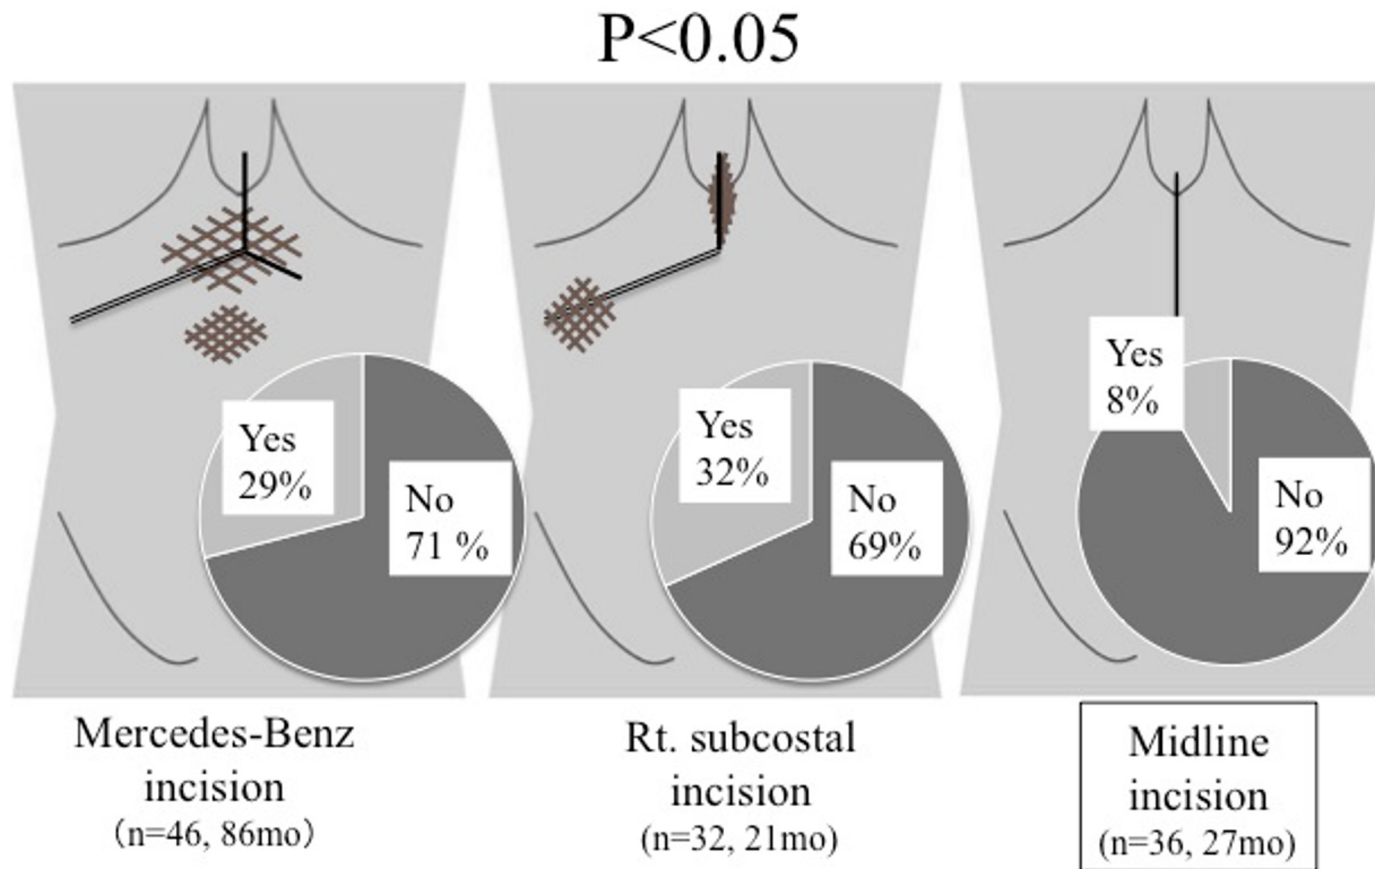 P<0.05
Yes
29%
No
71 %
Yes
32%
No
69%
Yes
8%
No
92%
Mercedes-Benz
incision
（n=46, 86mo）
Rt. subcostal
incision
(n=32, 21mo)
Midline
incision
(n=36, 27mo)